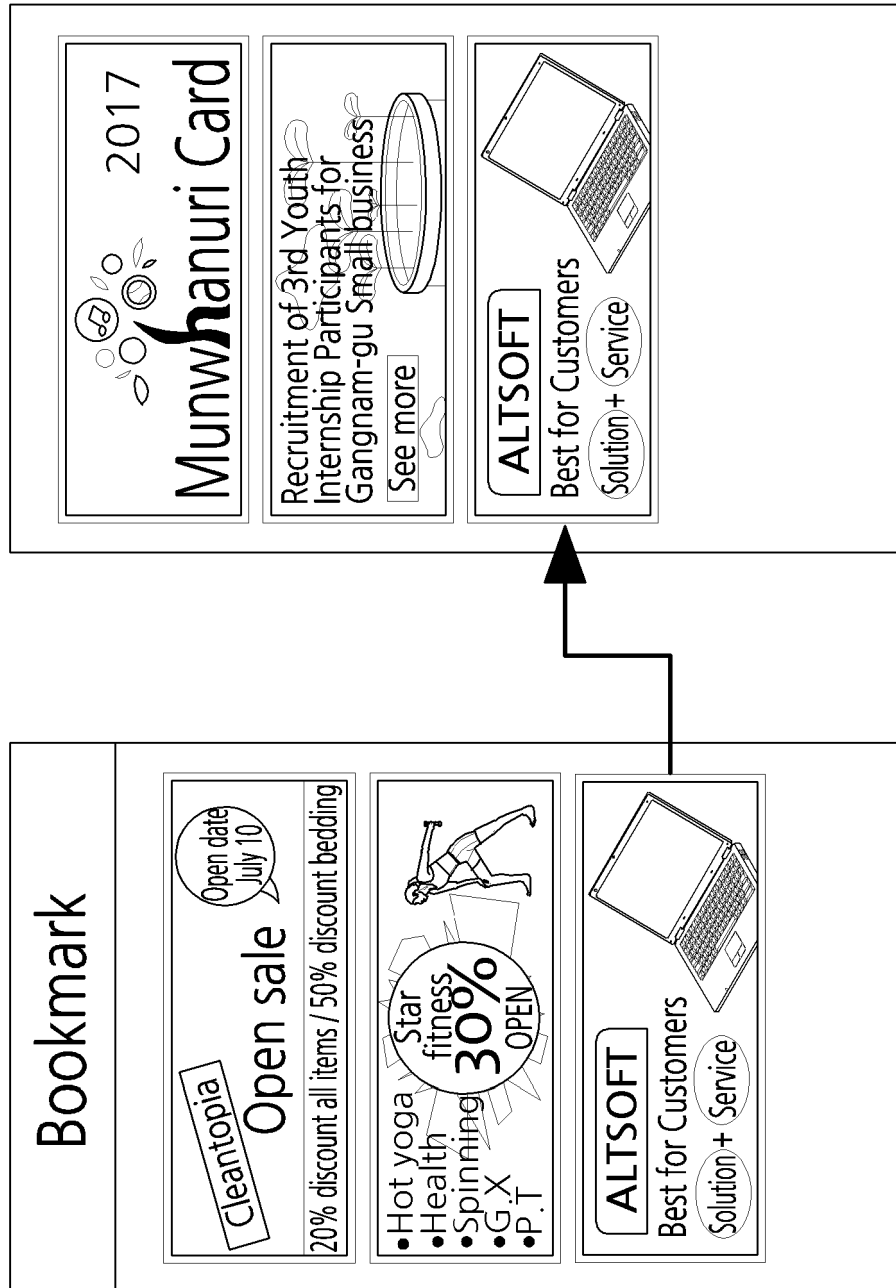 Bookmark
Cleantopia
Open date
July 10
Open sale
20% discount all items / 50% discount bedding
•Hot yoga
•Health
•Spinning
•G.X
•P.T
Star
fitness
30%
OPEN
ALTSOFT
Best for Customers
Solution + Service
2017
Munwhanuri Card
Recruitment of 3rd Youth
Internship Participants for
Gangnam-gu Small business
See more
ALTSOFT
Best for Customers
Solution + Service